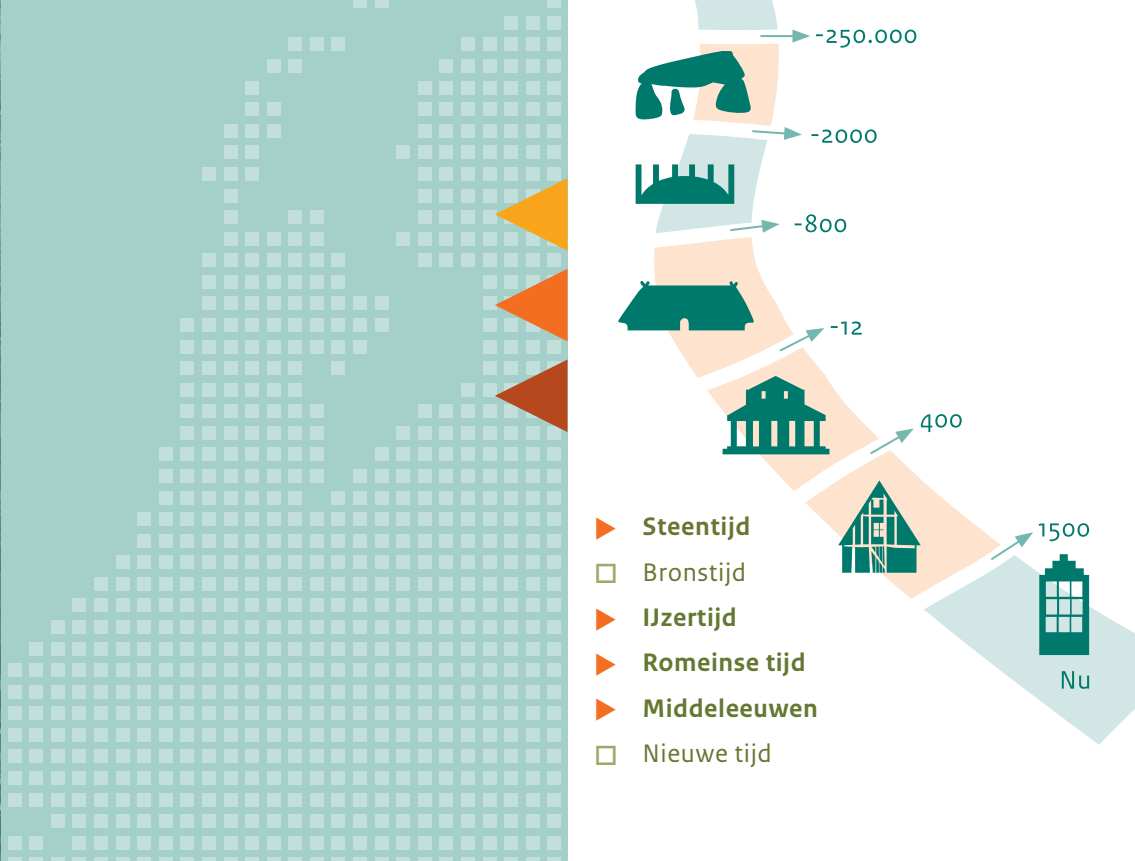 -250.000
-2000
-800
-12
400
1500
Nu
Steentijd
Bronstijd
IJzertijd
Romeinse tijd
Middeleeuwen
Nieuwe tijd